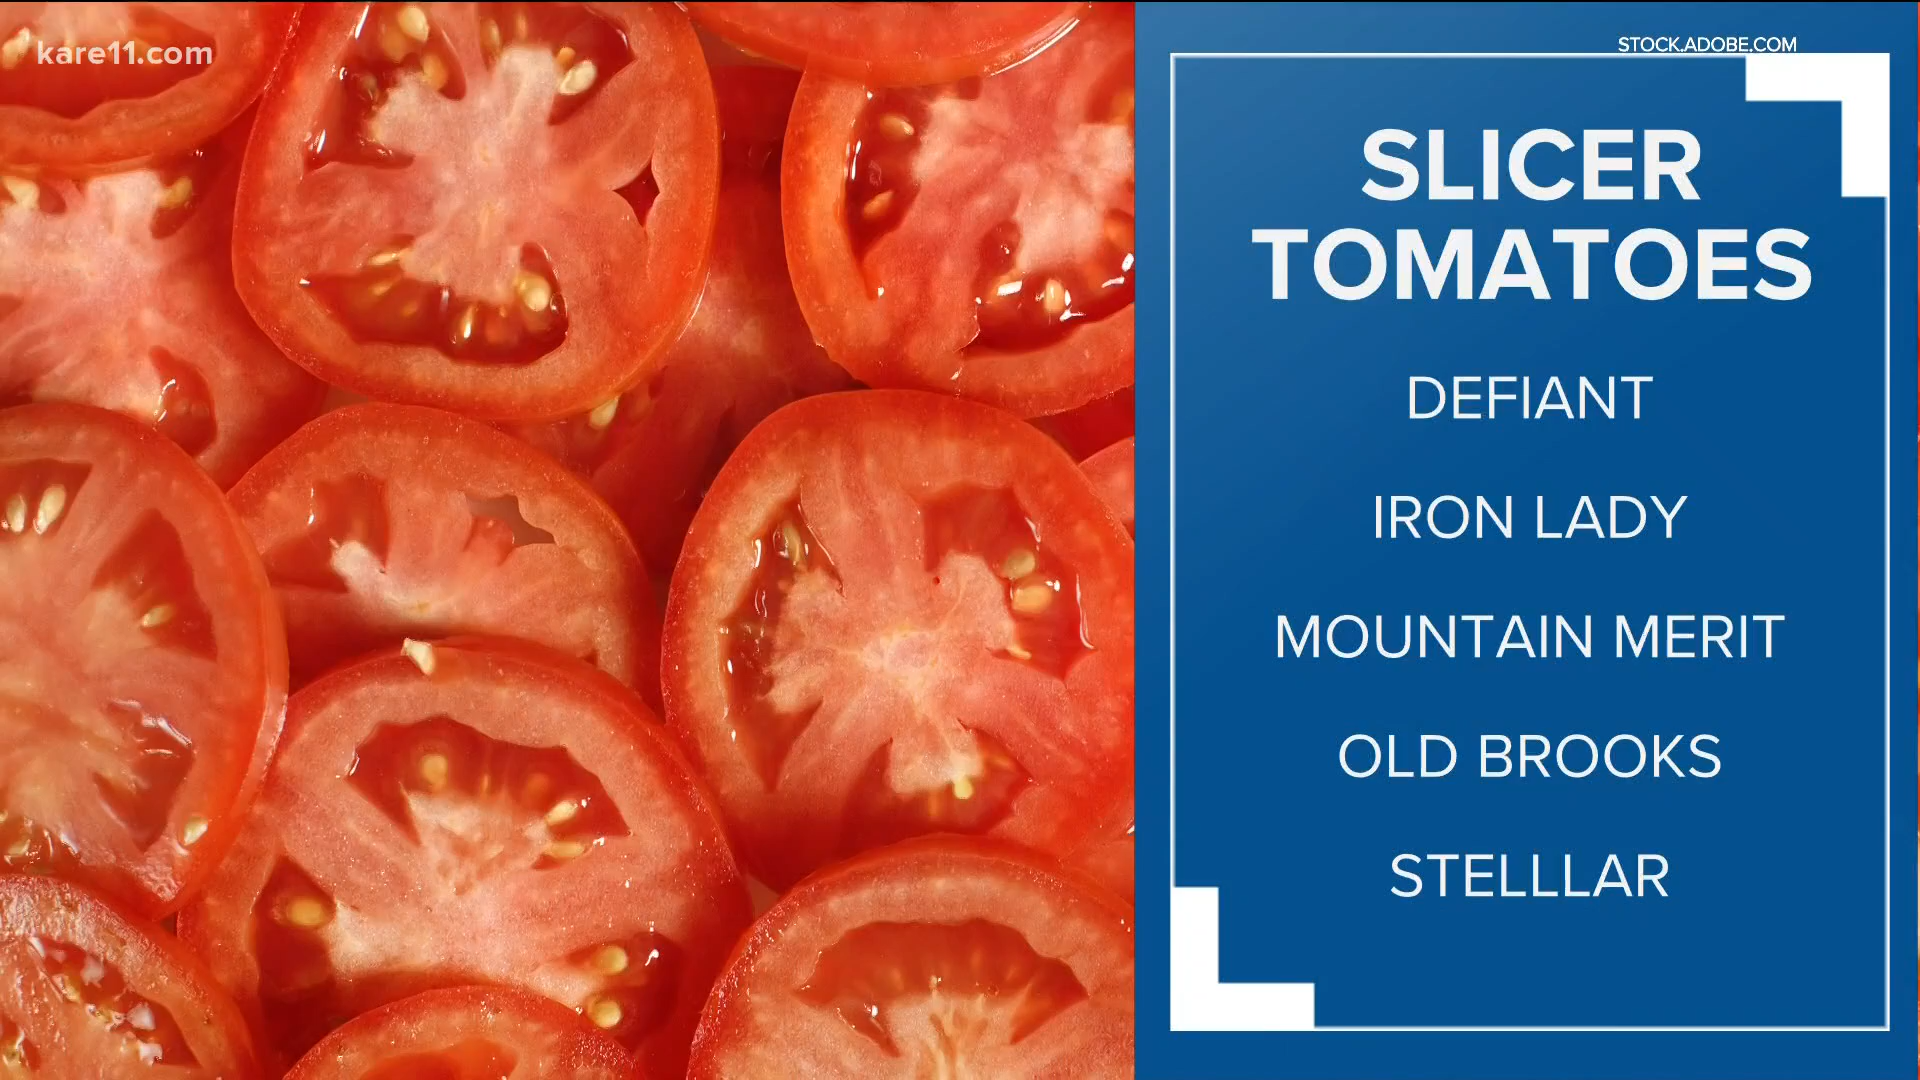 kare11.com
STOCK.ADOBE.COM
SLICER
TOMATOES
DEFIANT
IRON LADY
MOUNTAIN MERIT
OLD BROOKS
STELLLAR